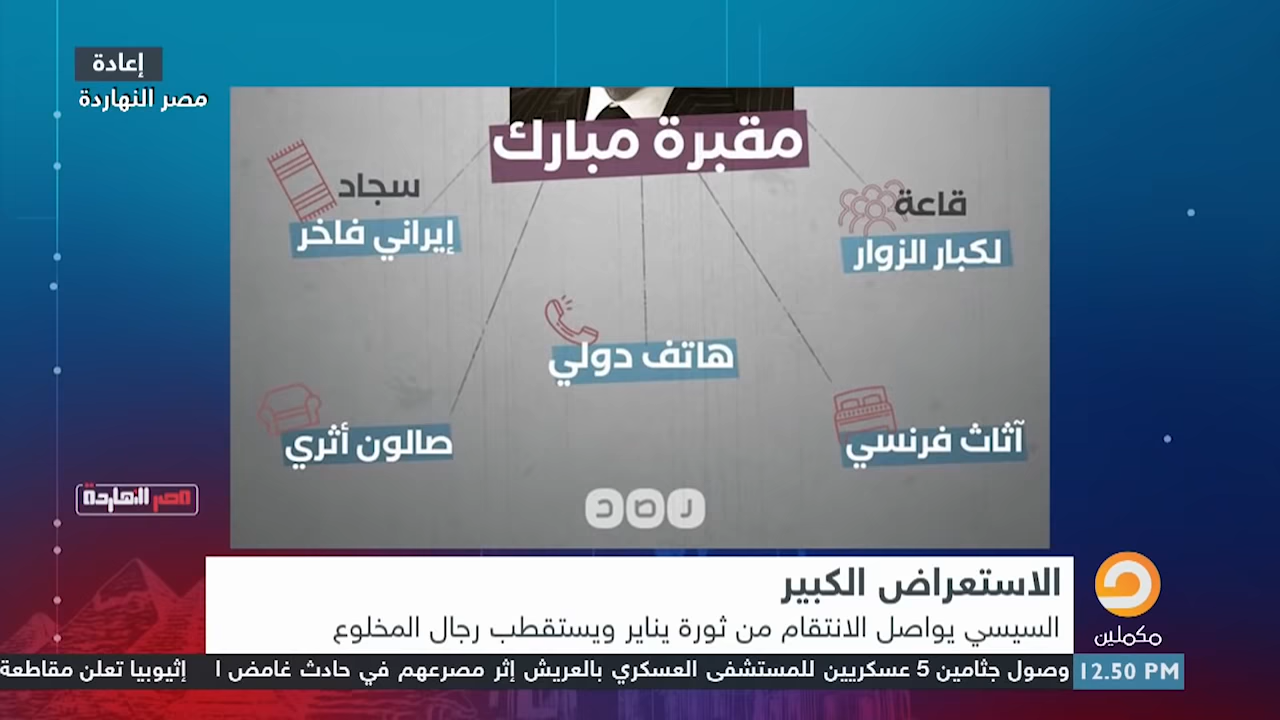 إعادة
مصر النهاردة
مقبرة مبارك
سجاد
إيراني فاخر
قاعة
لكبار الزوار
هاتف دولي
صالون أثري
آثاث فرنسي
رصد
مصر النهاردة
الاستعراض الكبير
السيسي يواصل الانتقام من ثورة يناير ويستقطب رجال المخلوع
مكملين
12.50 PM
وصول جثامين 5 عسكريين للمستشفى العسكري بالعريش إثر مصرعهم في حادث غامض ا
إثيوبيا تعلن مقاطعة